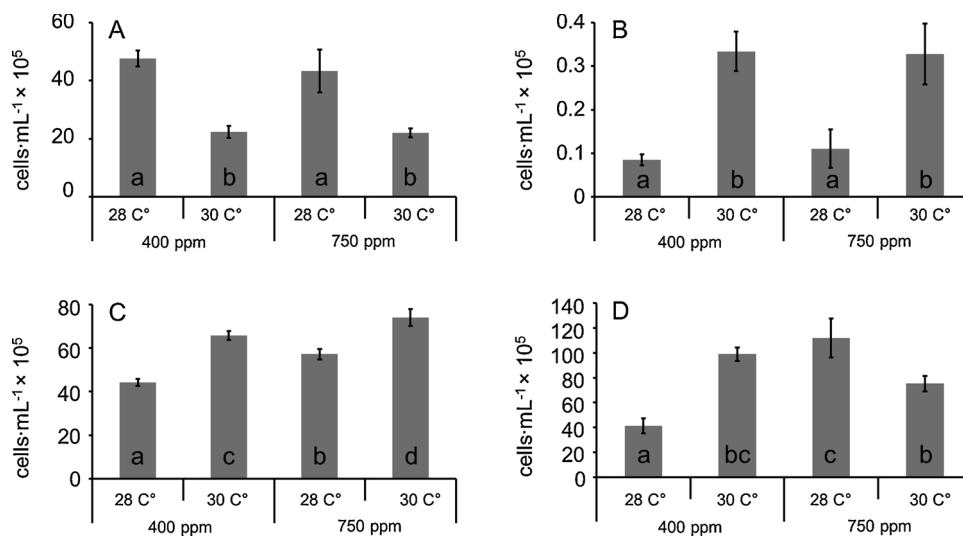 A
cells·mL⁻¹ × 10⁵
60
40
20
0
a b a b
28 C° 30 C° 28 C° 30 C°
400 ppm 750 ppm
B
cells·mL⁻¹ × 10⁵
0.4
0.3
0.2
0.1
0
a b a b
28 C° 30 C° 28 C° 30 C°
400 ppm 750 ppm
C
cells·mL⁻¹ × 10⁵
80
60
40
20
0
a c b d
28 C° 30 C° 28 C° 30 C°
400 ppm 750 ppm
D
cells·mL⁻¹ × 10⁵
140
120
100
80
60
40
20
0
a bc c b
28 C° 30 C° 28 C° 30 C°
400 ppm 750 ppm